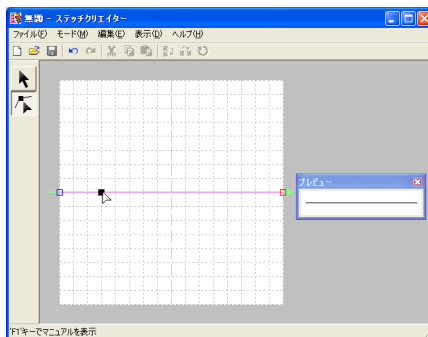 無題 - ステッチクリエイター
ファイル(F) モード(M) 編集(E) 表示(D) ヘルプ(H)
プレビュー
'F1'キーでマニュアルを表示